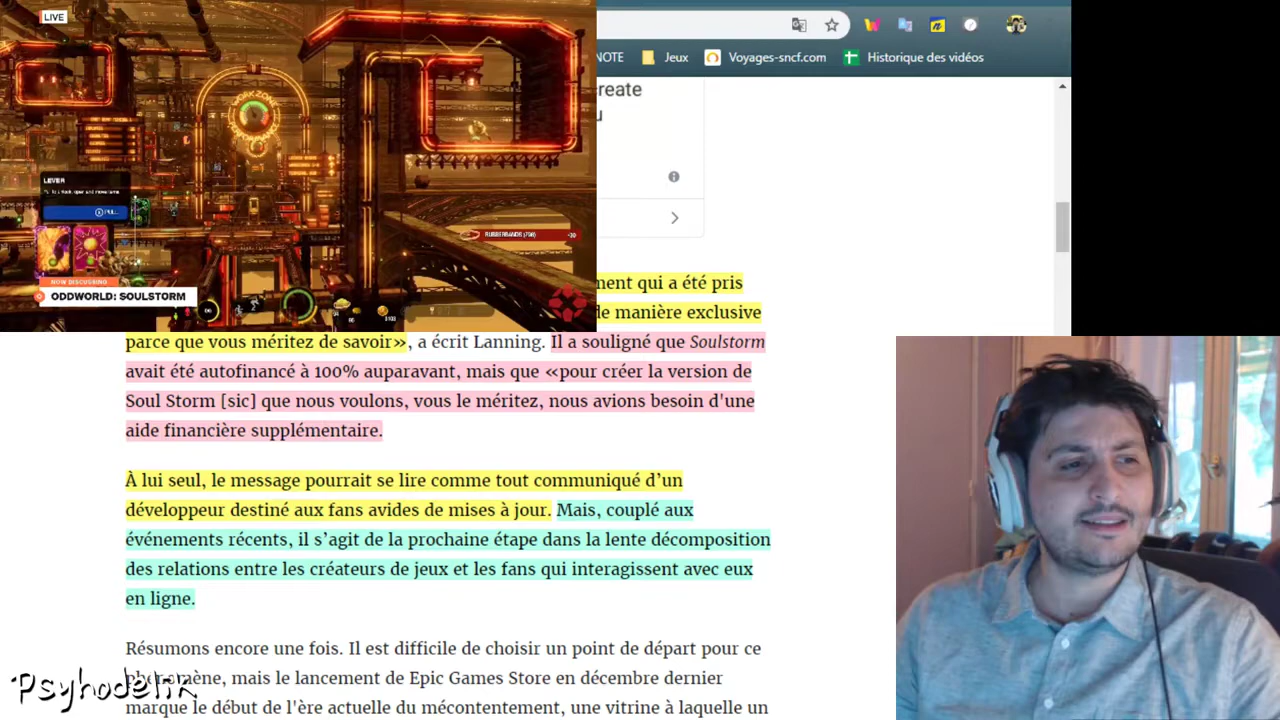 LIVE
LEVER
PULL
RUBBERBANDS
NOW DISCUSSING
ODDWORLD: SOULSTORM
NOTE
Jeux
Voyages-sncf.com
Historique des vidéos
create
ment qui a été pris
de manière exclusive
parce que vous méritez de savoir», a écrit Lanning. Il a souligné que Soulstorm
avait été autofinancé à 100% auparavant, mais que «pour créer la version de
Soul Storm [sic] que nous voulons, vous le méritez, nous avions besoin d'une
aide financière supplémentaire.
À lui seul, le message pourrait se lire comme tout communiqué d’un
développeur destiné aux fans avides de mises à jour. Mais, couplé aux
événements récents, il s’agit de la prochaine étape dans la lente décomposition
des relations entre les créateurs de jeux et les fans qui interagissent avec eux
en ligne.
Résumons encore une fois. Il est difficile de choisir un point de départ pour ce
phénomène, mais le lancement de Epic Games Store en décembre dernier
marque le début de l'ère actuelle du mécontentement, une vitrine à laquelle un
Psyhodelik